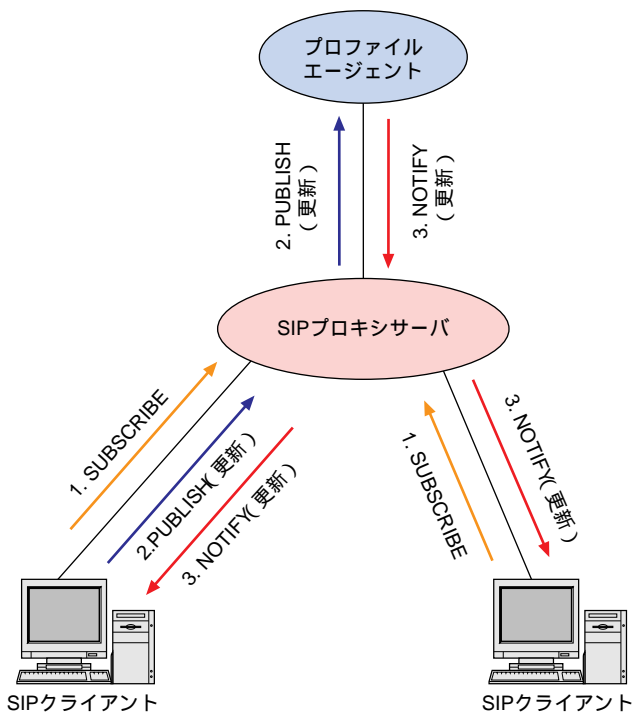 プロファイル
エージェント
2. PUBLISH
（更新）
3. NOTIFY
（更新）
SIPプロキシサーバ
1. SUBSCRIBE
2.PUBLISH（更新）
3. NOTIFY（更新）
1. SUBSCRIBE
3. NOTIFY（更新）
SIPクライアント
SIPクライアント